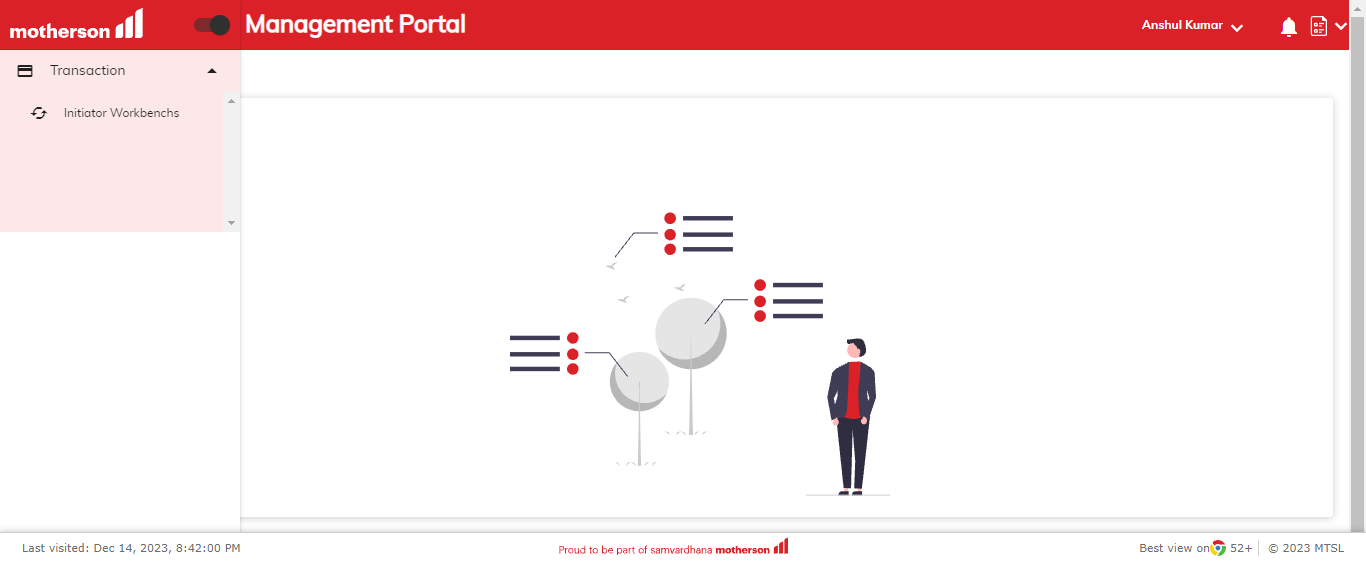 motherson
Management Portal
Anshul Kumar
Transaction
Initiator Workbenchs
Last visited: Dec 14, 2023, 8:42:00 PM
Proud to be part of samvardhana motherson
Best view on 52+
© 2023 MTSL